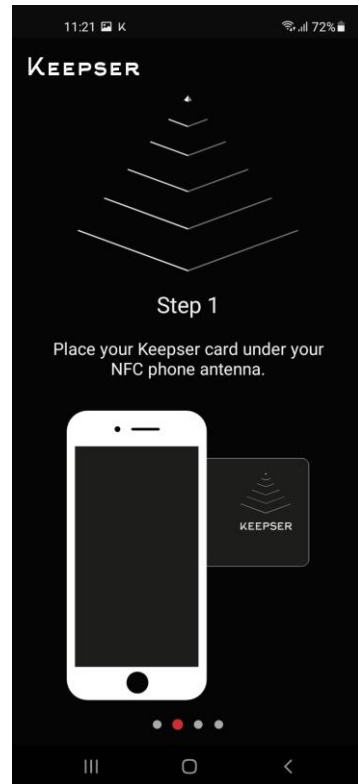 11:21 K 72%
KEEPSER
Step 1
Place your Keepser card under your
NFC phone antenna.
KEEPSER